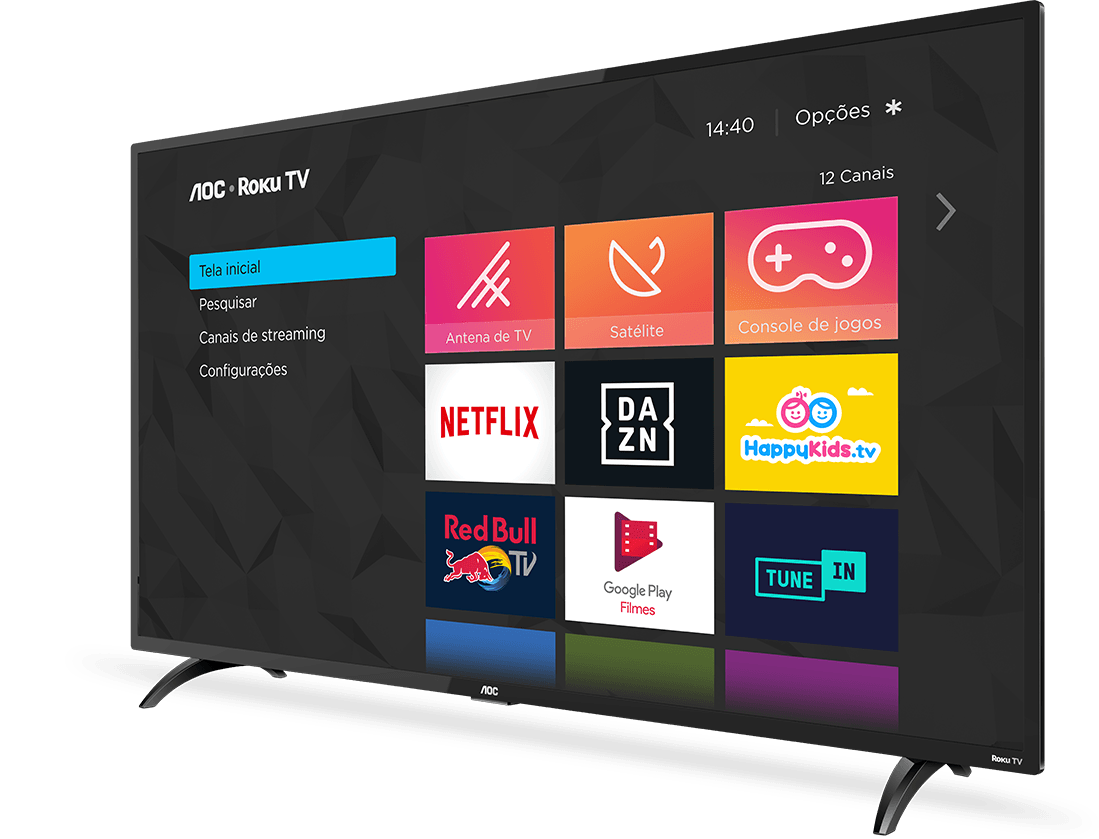 14:40
Opções *
AOC • Roku TV
12 Canais
Tela inicial
Pesquisar
Canais de streaming
Configurações
Antena de TV
Satélite
Console de jogos
NETFLIX
DA
ZN
HappyKids.tv
Red Bull
TV
Google Play
Filmes
TUNE IN
AOC
Roku TV